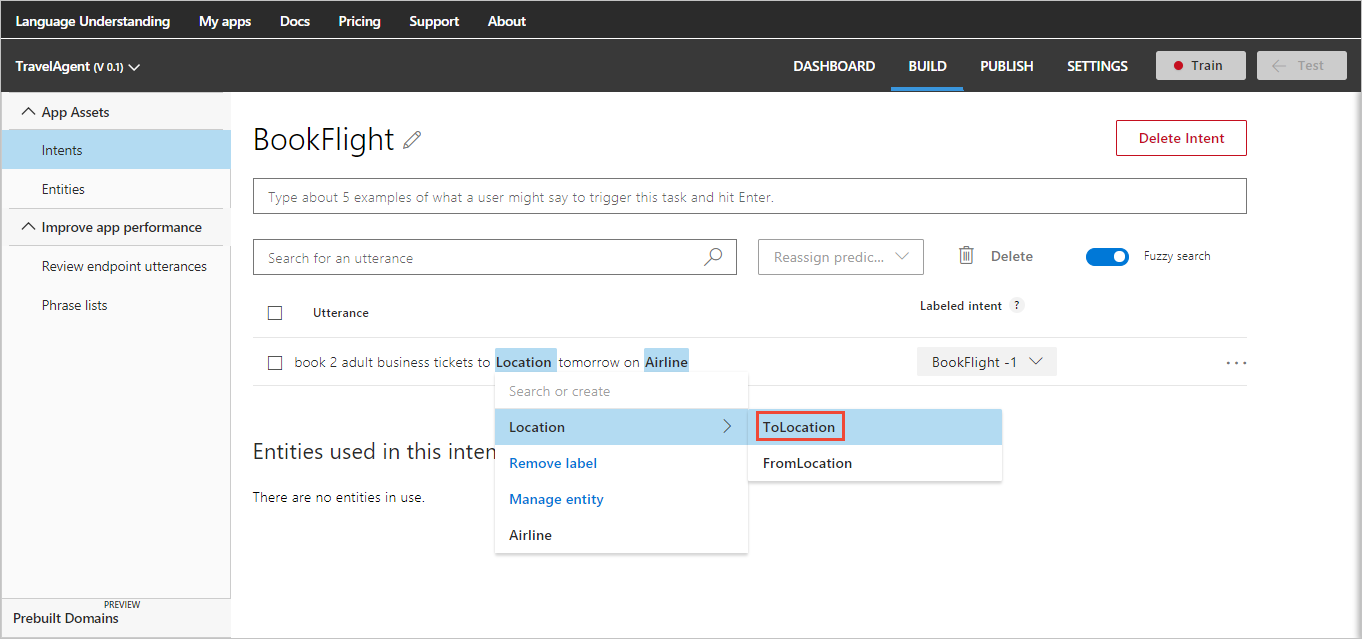 Language Understanding My apps Docs Pricing Support About
TravelAgent (V 0.1) DASHBOARD BUILD PUBLISH SETTINGS Train Test
App Assets
Intents
Entities
Improve app performance
Review endpoint utterances
Phrase lists
PREVIEW
Prebuilt Domains
BookFlight
Delete Intent
Type about 5 examples of what a user might say to trigger this task and hit Enter.
Search for an utterance Reassign predic... Delete Fuzzy search
Utterance Labeled intent ?
book 2 adult business tickets to Location tomorrow on Airline BookFlight -1 ...
Search or create
Location ToLocation
Remove label FromLocation
Manage entity
Airline
Entities used in this inten
There are no entities in use.